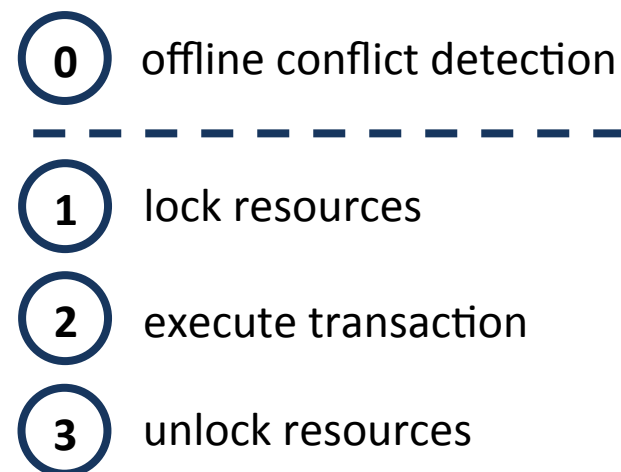 0 offline conflict detection
1 lock resources
2 execute transaction
3 unlock resources